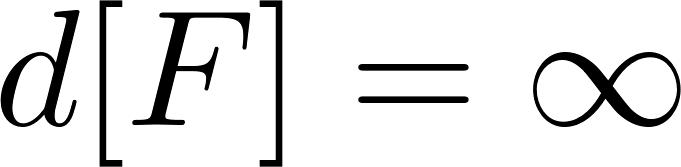 d[F] = ∞